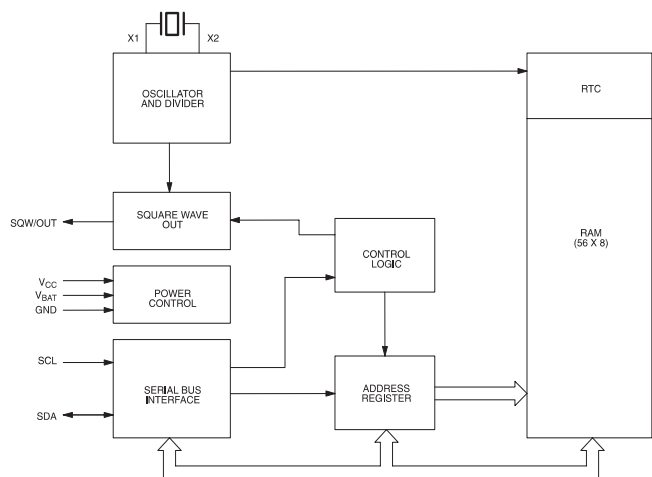 X1
X2
OSCILLATOR
AND DIVIDER
RTC
SQUARE WAVE
OUT
SQW/OUT
CONTROL
LOGIC
RAM
(56 X 8)
VCC
VBAT
GND
POWER
CONTROL
SCL
SDA
SERIAL BUS
INTERFACE
ADDRESS
REGISTER